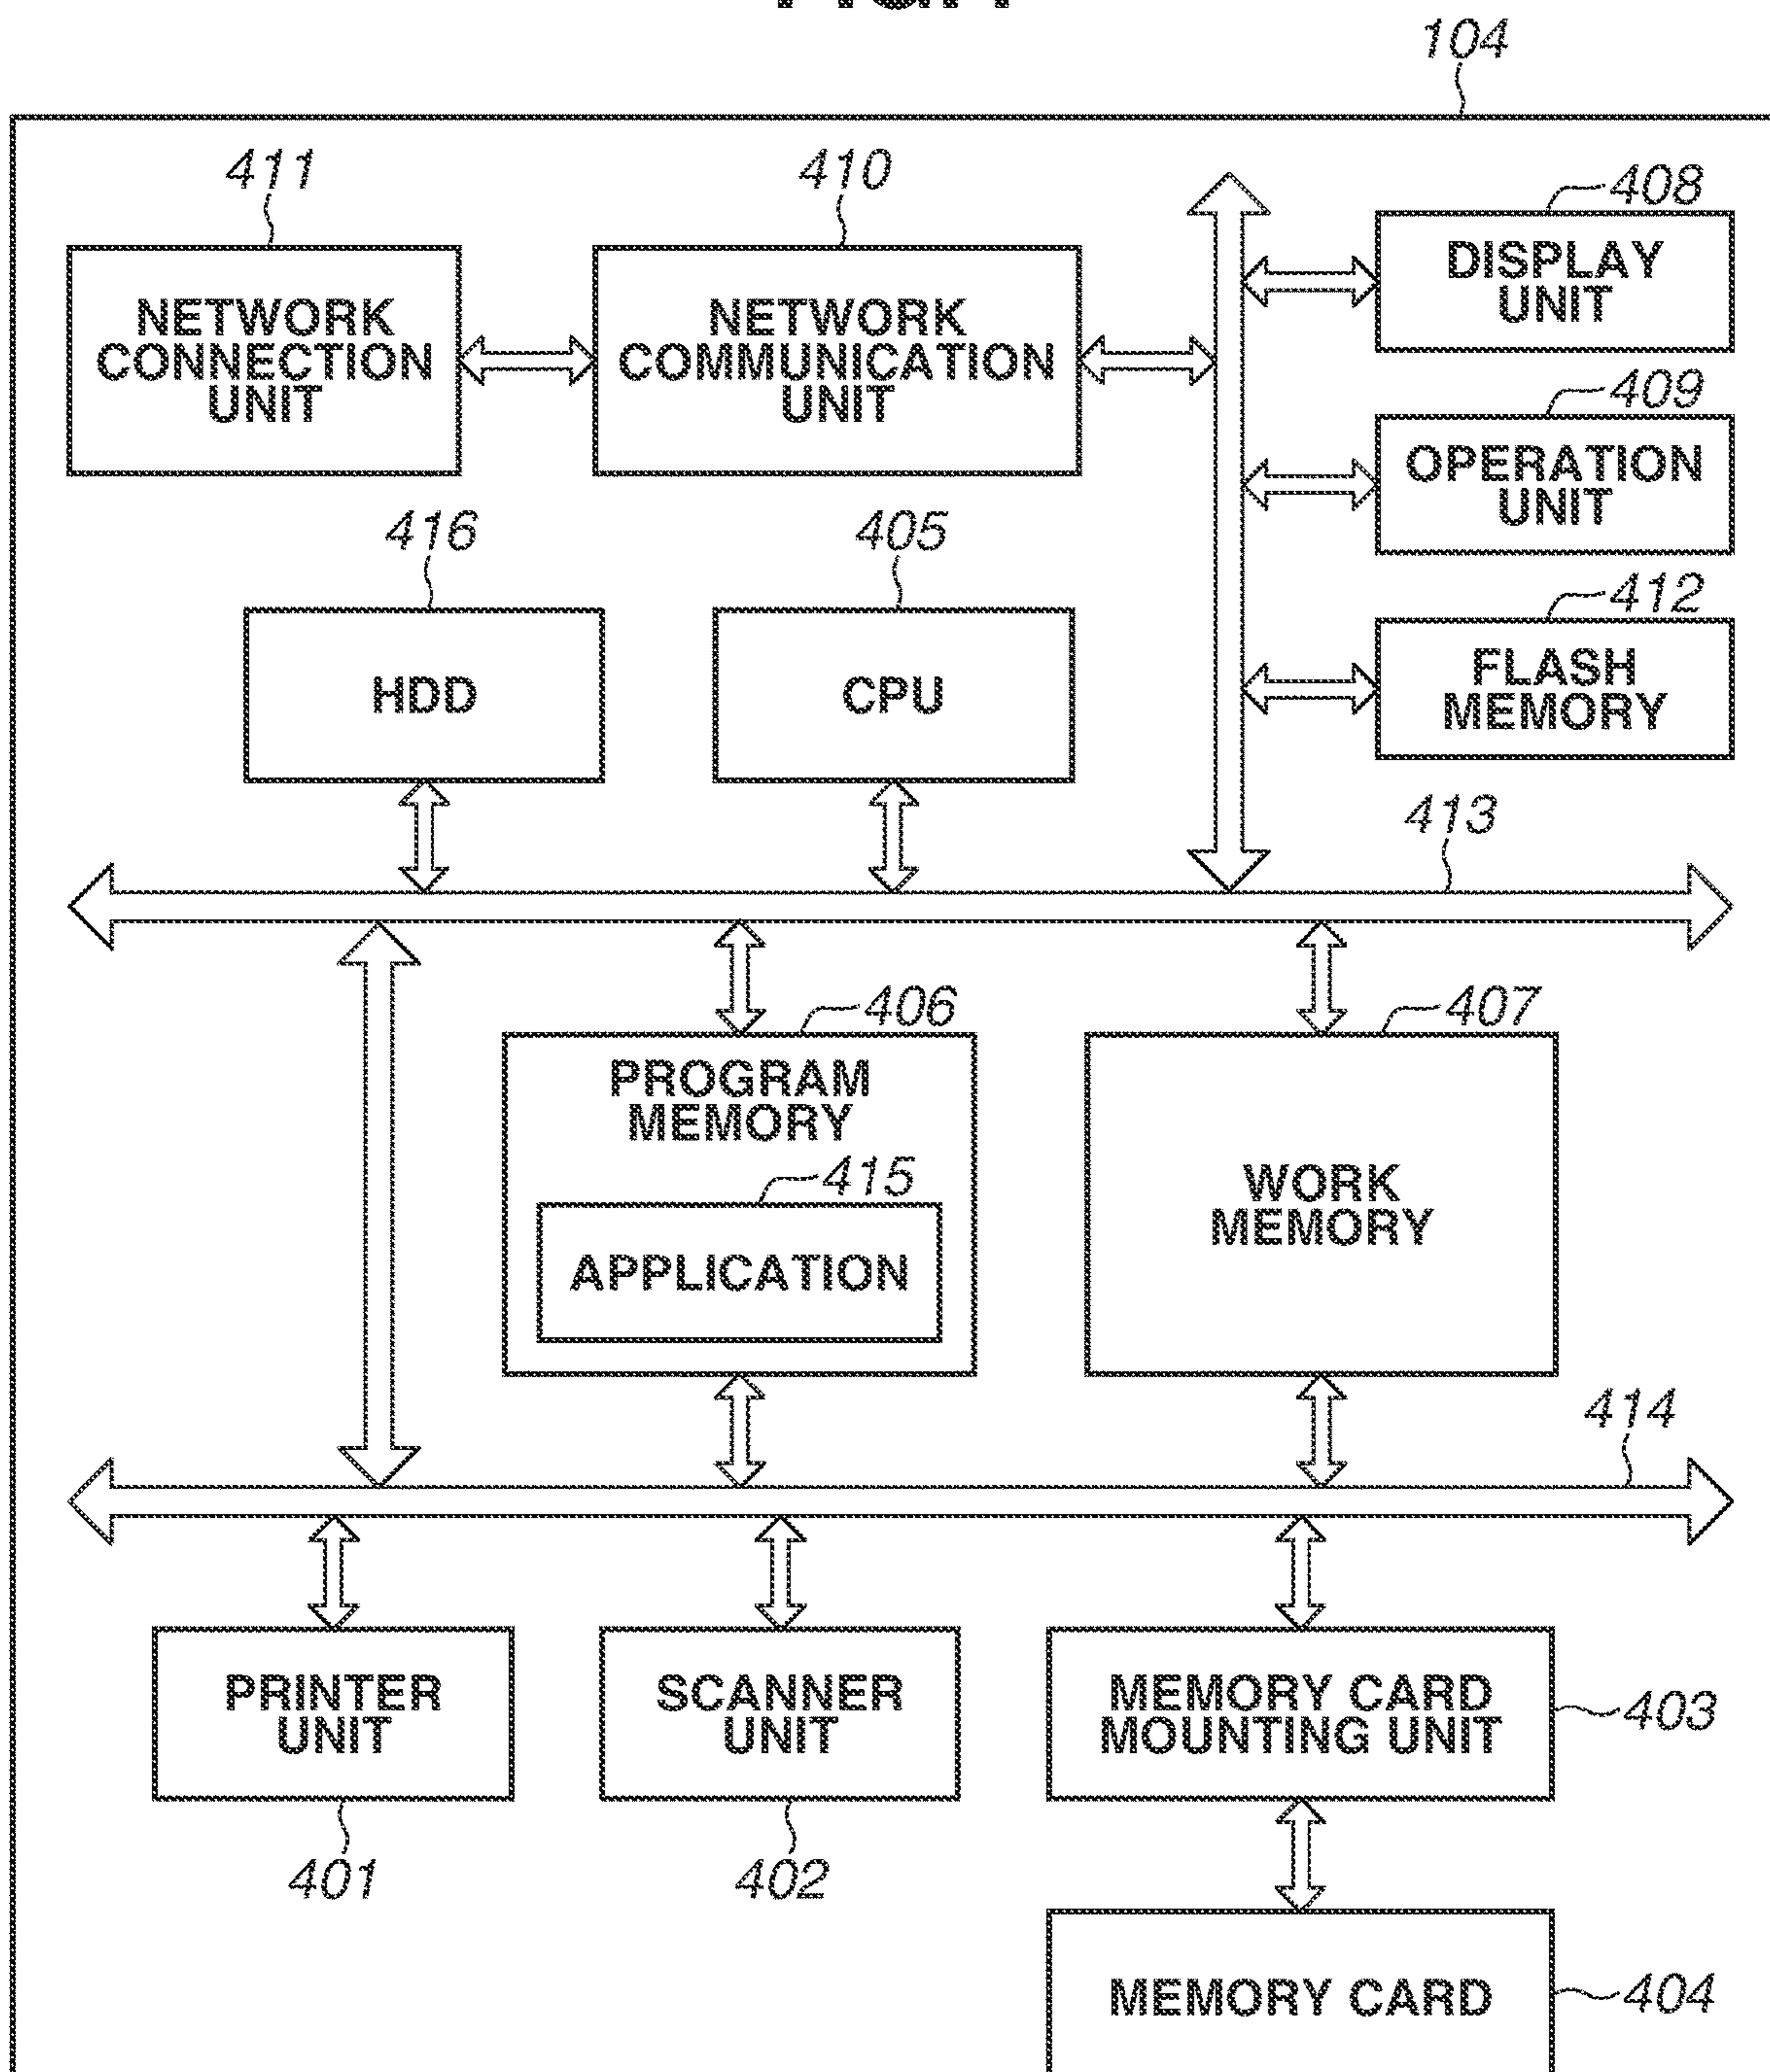 104
411
410
408
NETWORK
CONNECTION
UNIT
NETWORK
COMMUNICATION
UNIT
DISPLAY
UNIT
409
OPERATION
UNIT
416
405
412
HDD
CPU
FLASH
MEMORY
413
406
407
PROGRAM
MEMORY
415
APPLICATION
WORK
MEMORY
414
PRINTER
UNIT
SCANNER
UNIT
MEMORY CARD
MOUNTING UNIT
403
401
402
MEMORY CARD
404